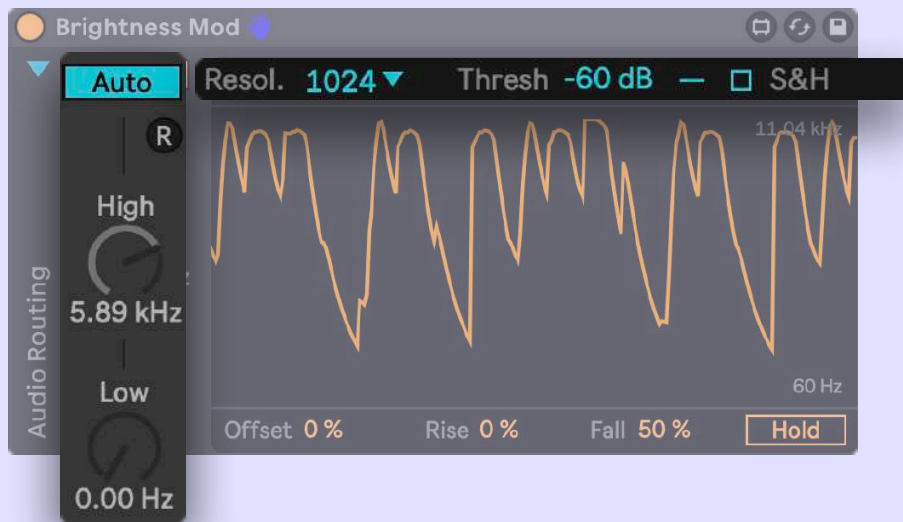 Brightness Mod
Auto
Resol. 1024 Thresh -60 dB S&H
R
11.04 kHz
High
5.89 kHz
Audio Routing
Low
60 Hz
Offset 0 % Rise 0 % Fall 50 % Hold
0.00 Hz